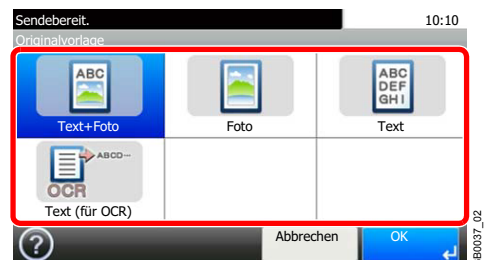 Sendebereit. 10:10
Originalvorlage
ABC
ABC
DEF
GHI
Text+Foto Foto Text
ABCD...
OCR
Text (für OCR)
? Abbrechen OK
B0037_02